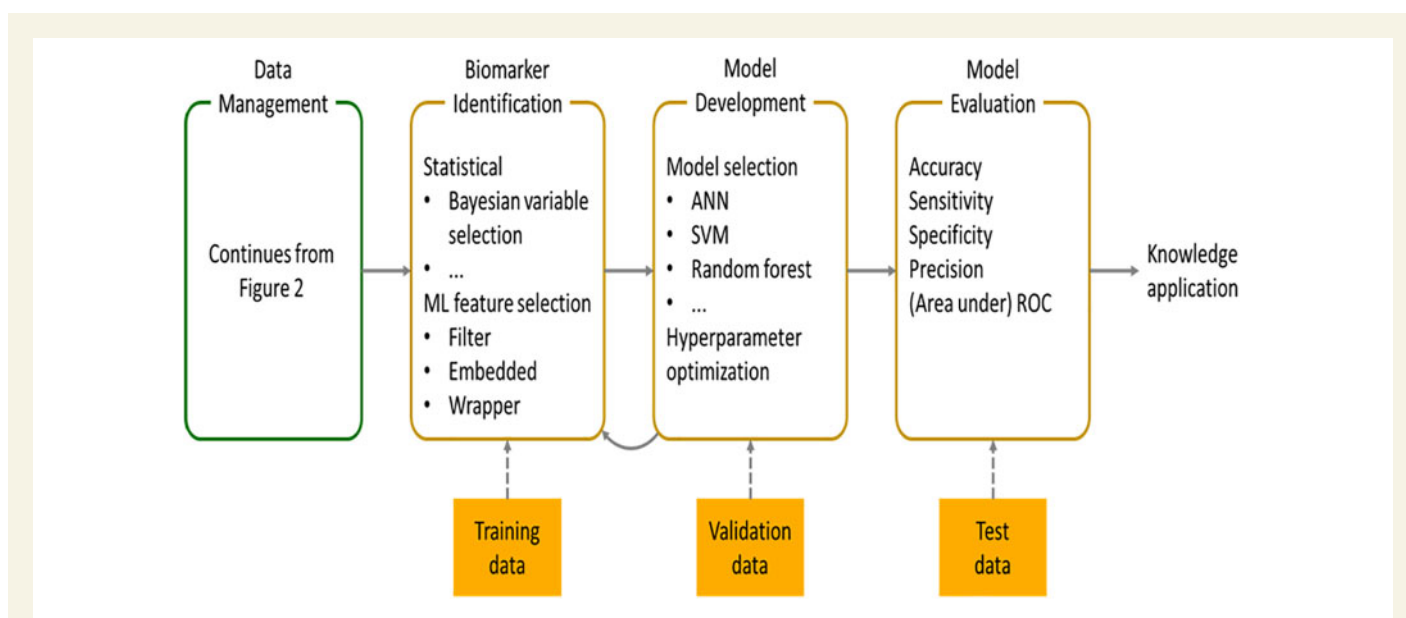 Data
Management
Continues from
Figure 2
Biomarker
Identification
Statistical
• Bayesian variable
selection
• ...
ML feature selection
• Filter
• Embedded
• Wrapper
Model
Development
Model selection
• ANN
• SVM
• Random forest
• ...
Hyperparameter
optimization
Model
Evaluation
Accuracy
Sensitivity
Specificity
Precision
(Area under) ROC
Knowledge
application
Training
data
Validation
data
Test
data